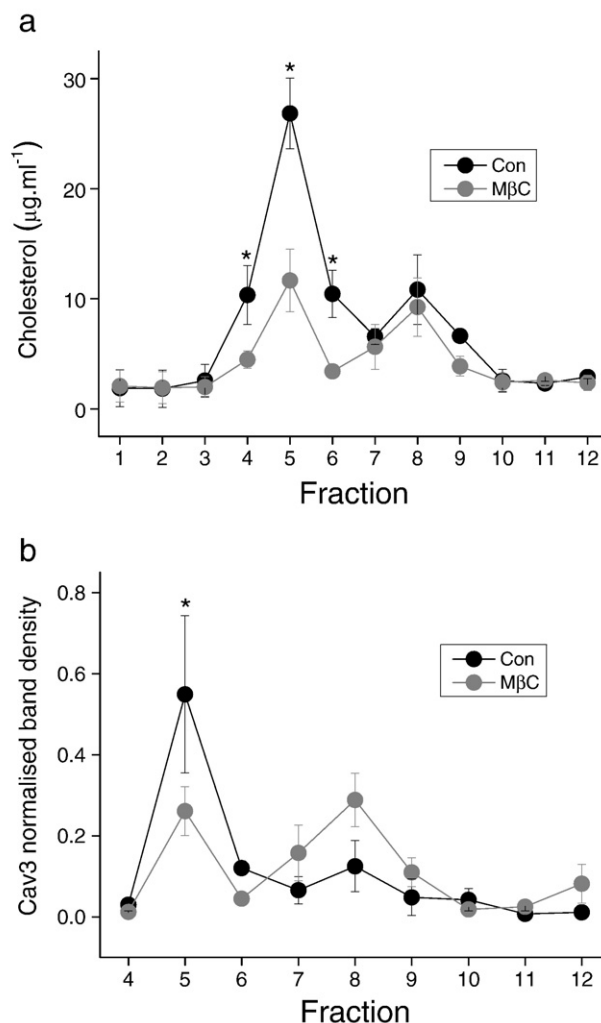 a
Cholesterol (μg.ml⁻¹)
30
20
10
0
*
*
*
Con
MβC
1 2 3 4 5 6 7 8 9 10 11 12
Fraction
b
Cav3 normalised band density
0.8
0.6
0.4
0.2
0.0
*
Con
MβC
4 5 6 7 8 9 10 11 12
Fraction